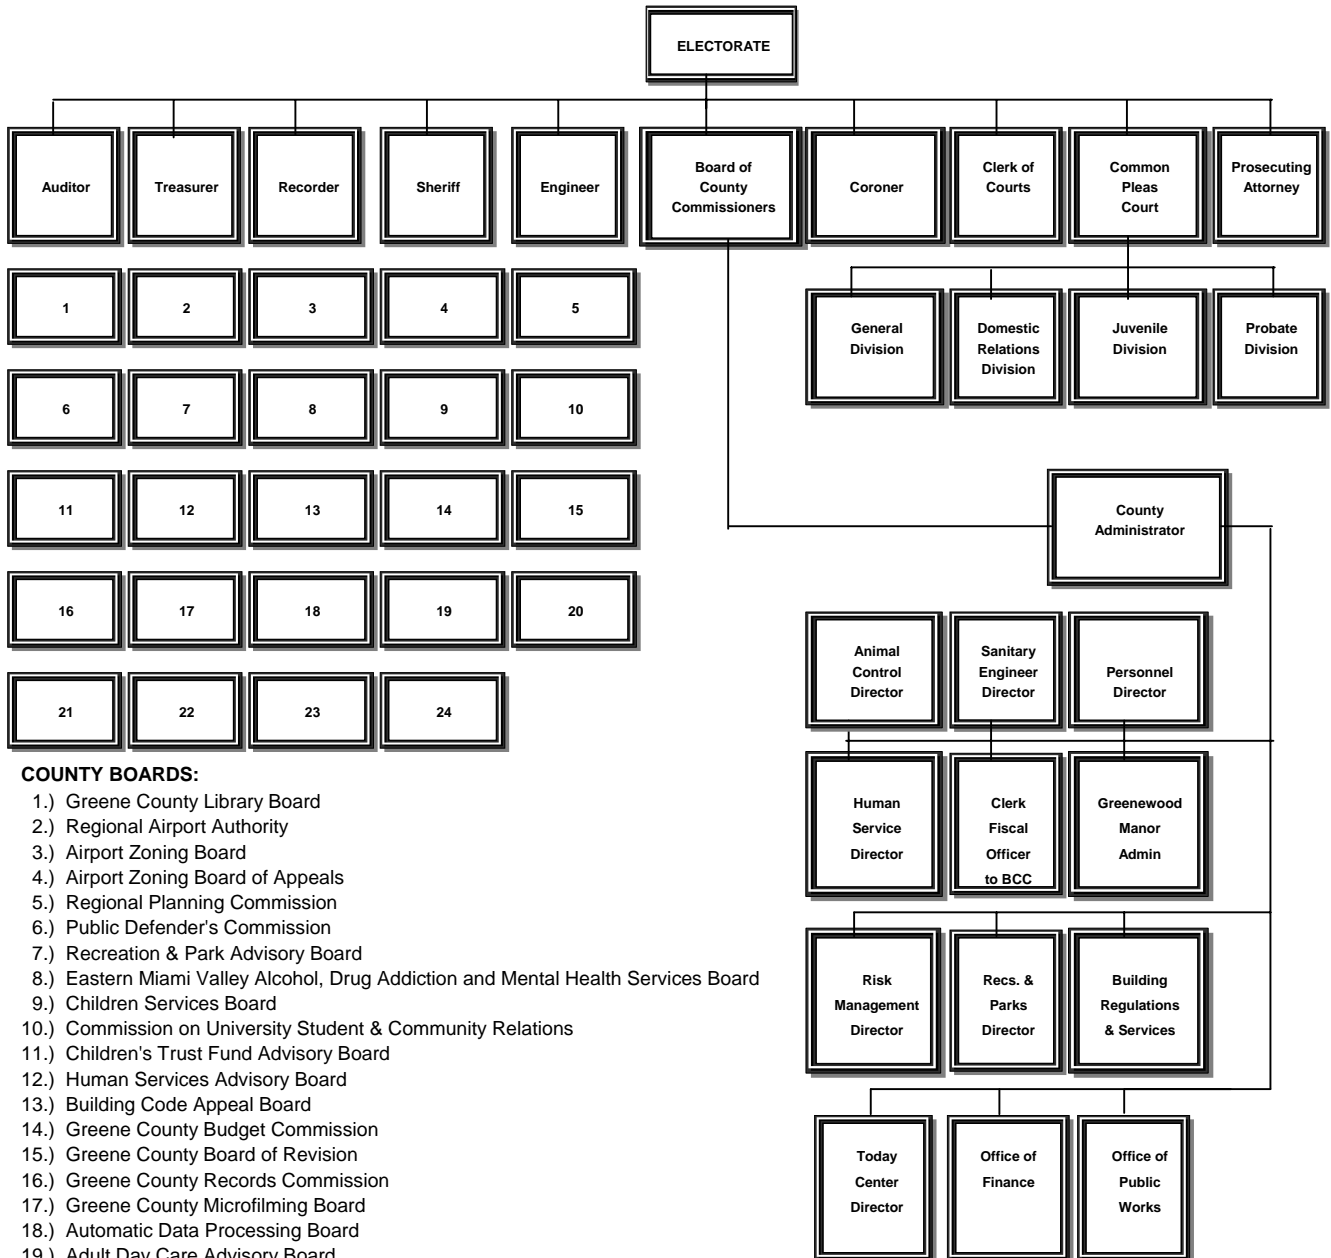 ELECTORATE
Auditor
Treasurer
Recorder
Sheriff
Engineer
Board of
County
Commissioners
Coroner
Clerk of
Courts
Common
Pleas
Court
Prosecuting
Attorney
1
2
3
4
5
General
Division
Domestic
Relations
Division
Juvenile
Division
Probate
Division
6
7
8
9
10
11
12
13
14
15
County
Administrator
16
17
18
19
20
Animal
Control
Director
Sanitary
Engineer
Director
Personnel
Director
21
22
23
24
Human
Service
Director
Clerk
Fiscal
Officer
to BCC
Greenewood
Manor
Admin
Risk
Management
Director
Recs. &
Parks
Director
Building
Regulations
& Services
Today
Center
Director
Office of
Finance
Office of
Public
Works
COUNTY BOARDS:
1.) Greene County Library Board
2.) Regional Airport Authority
3.) Airport Zoning Board
4.) Airport Zoning Board of Appeals
5.) Regional Planning Commission
6.) Public Defender's Commission
7.) Recreation & Park Advisory Board
8.) Eastern Miami Valley Alcohol, Drug Addiction and Mental Health Services Board
9.) Children Services Board
10.) Commission on University Student & Community Relations
11.) Children's Trust Fund Advisory Board
12.) Human Services Advisory Board
13.) Building Code Appeal Board
14.) Greene County Budget Commission
15.) Greene County Board of Revision
16.) Greene County Records Commission
17.) Greene County Microfilming Board
18.) Automatic Data Processing Board
19.) Adult Day Care Advisory Board